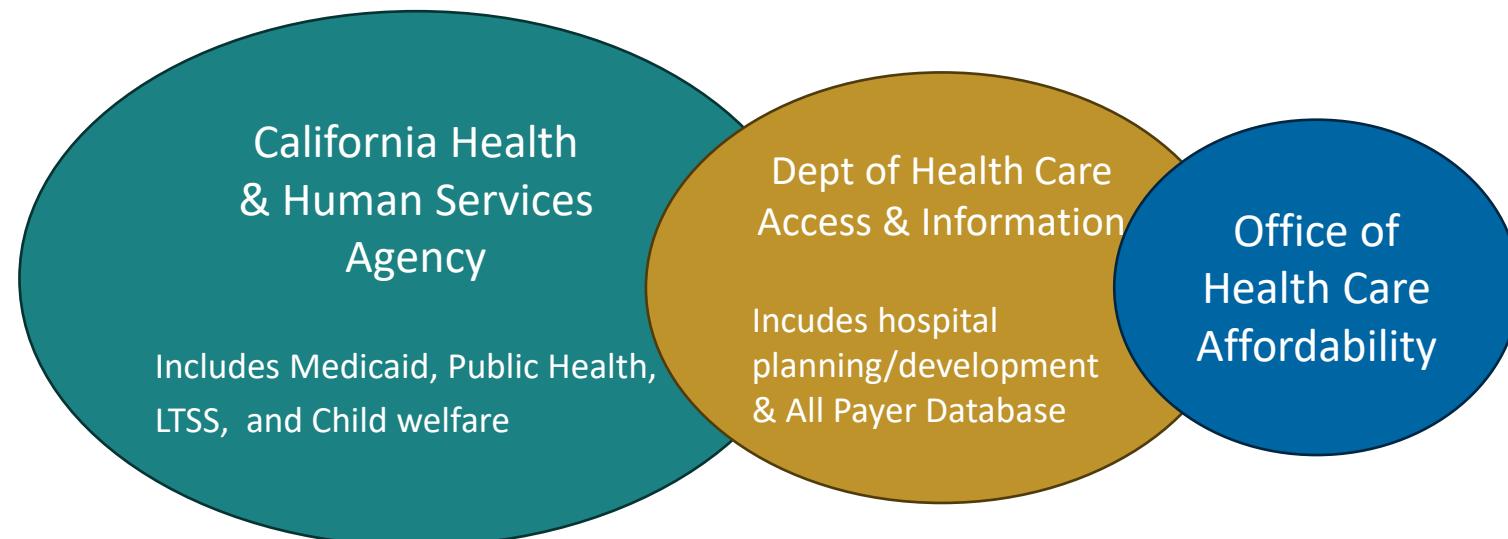 California Health
& Human Services
Agency
Includes Medicaid, Public Health,
LTSS, and Child welfare
Dept of Health Care
Access & Information
Incudes hospital
planning/development
& All Payer Database
Office of
Health Care
Affordability